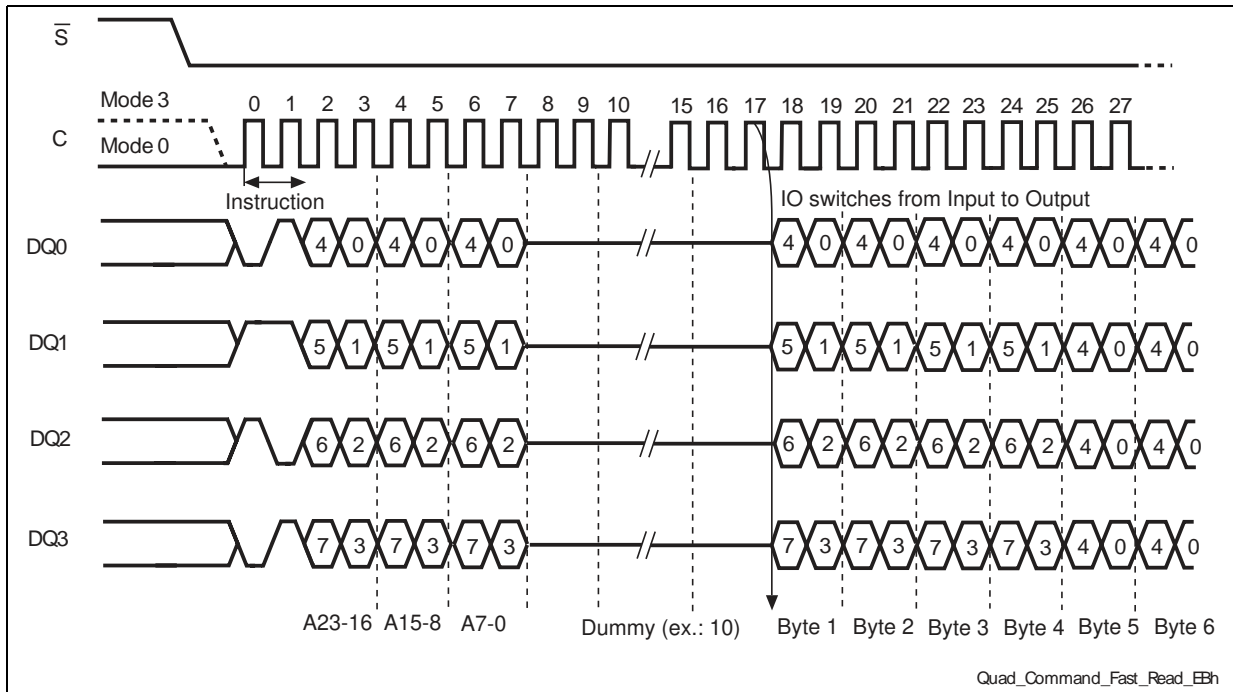 S
Mode 3
0 1 2 3 4 5 6 7 8 9 10 15 16 17 18 19 20 21 22 23 24 25 26 27
C
Mode 0
Instruction
IO switches from Input to Output
DQ0 4 0 4 0 4 0 4 0 4 0 4 0 4 0 4 0 4 0
DQ1 5 1 5 1 5 1 5 1 5 1 5 1 5 1 4 0 4 0
DQ2 6 2 6 2 6 2 6 2 6 2 6 2 6 2 4 0 4 0
DQ3 7 3 7 3 7 3 7 3 7 3 7 3 7 3 4 0 4 0
A23-16 A15-8 A7-0 Dummy (ex.: 10) Byte 1 Byte 2 Byte 3 Byte 4 Byte 5 Byte 6
Quad_Command_Fast_Read_EBh